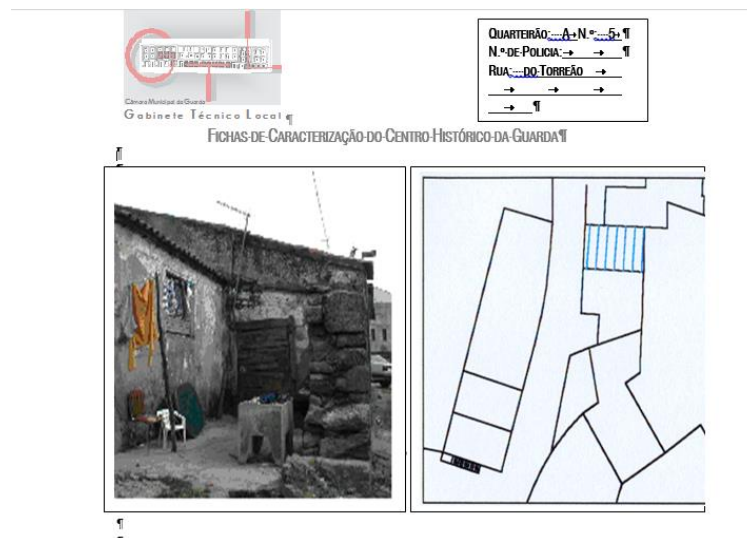 Câmara Municipal da Guarda
Gabinete Técnico Local
QUARTEIRÃO: A N.º: 5
N.º DE POLICIA:
RUA: DO TORREÃO
FICHAS DE CARACTERIZAÇÃO DO CENTRO HISTÓRICO DA GUARDA